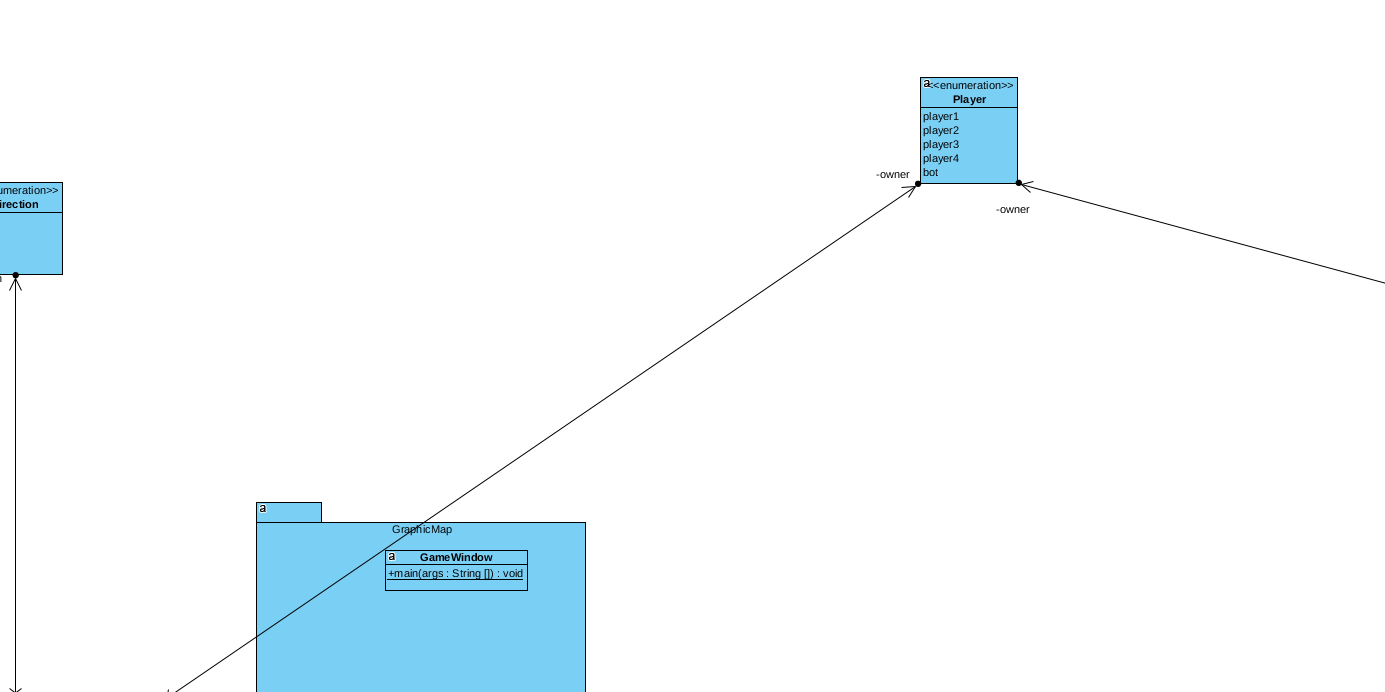 a
<<enumeration>>
Player
player1
player2
player3
player4
bot
-owner
-owner
umeration>>
irection
a
GraphicMap
a
GameWindow
+main(args : String []) : void